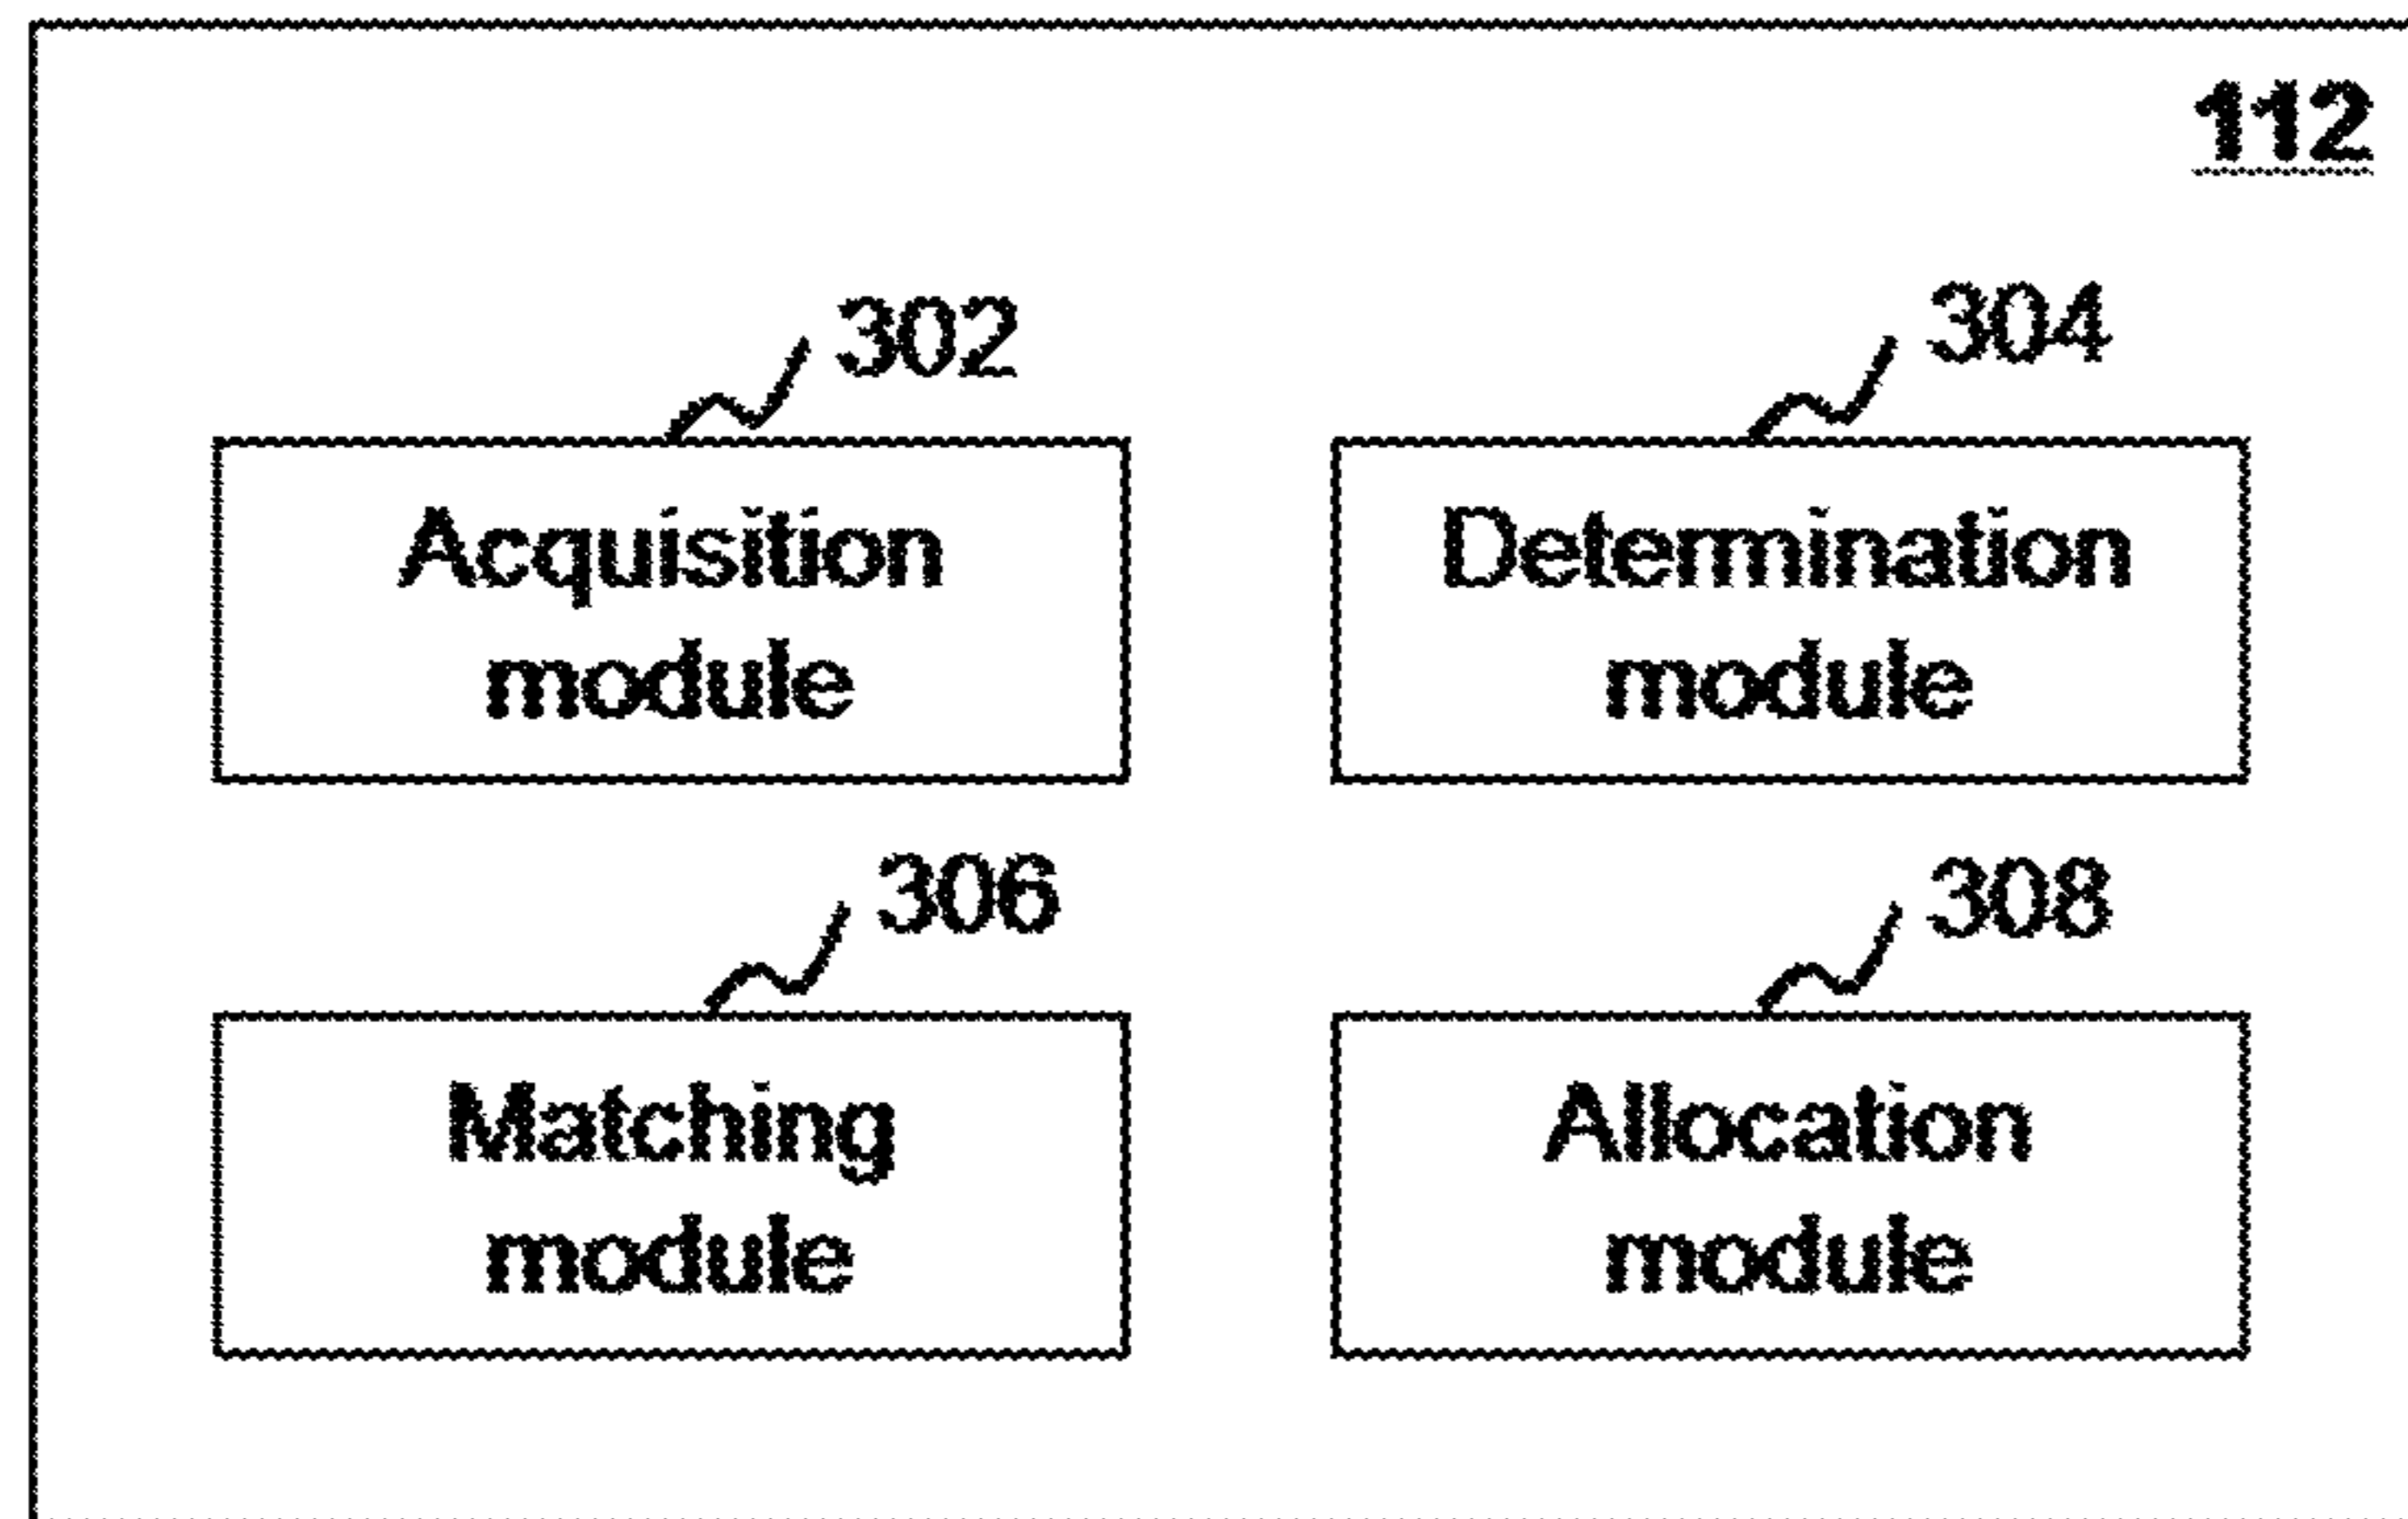 112
302
304
Acquisition
module
Determination
module
306
308
Matching
module
Allocation
module